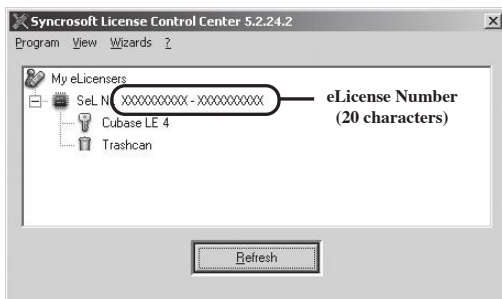 Syncrosoft License Control Center 5.2.24.2
Program View Wizards ?
My eLicensers
SeL XXXXXXXXXX - XXXXXXXXXX
eLicense Number
(20 characters)
Cubase LE 4
Trashcan
Refresh